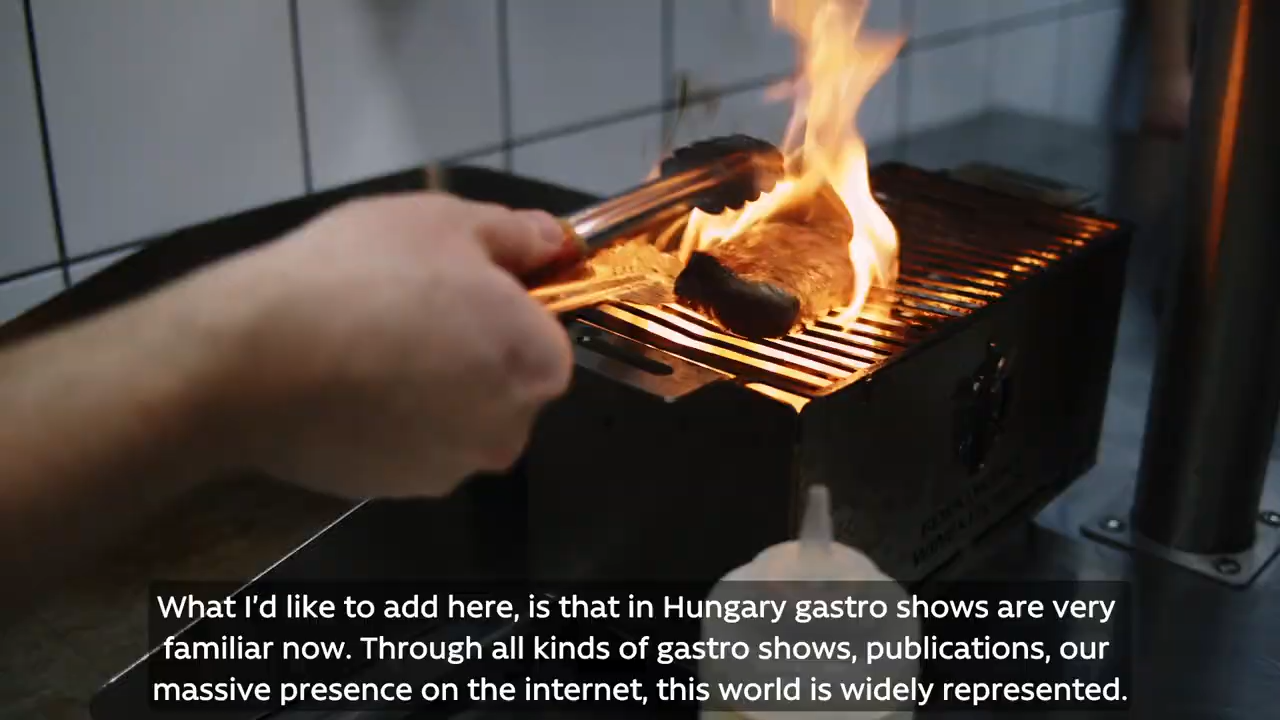 What I'd like to add here, is that in Hungary gastro shows are very
familiar now. Through all kinds of gastro shows, publications, our
massive presence on the internet, this world is widely represented.